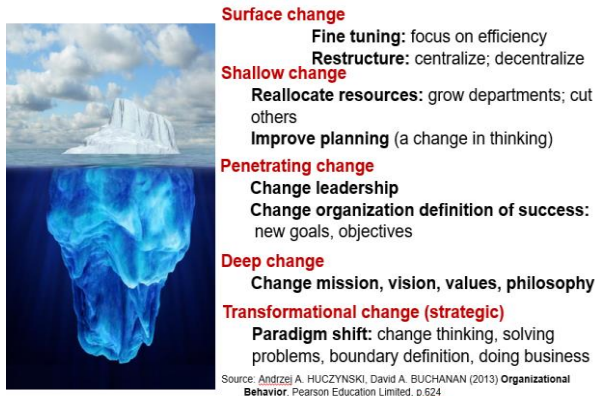 Surface change
Fine tuning: focus on efficiency
Restructure: centralize; decentralize
Shallow change
Reallocate resources: grow departments; cut
others
Improve planning (a change in thinking)
Penetrating change
Change leadership
Change organization definition of success:
new goals, objectives
Deep change
Change mission, vision, values, philosophy
Transformational change (strategic)
Paradigm shift: change thinking, solving
problems, boundary definition, doing business
Source: Andrzej A. HUCZYNSKI, David A. BUCHANAN (2013) Organizational
Behavior. Pearson Education Limited. p.624